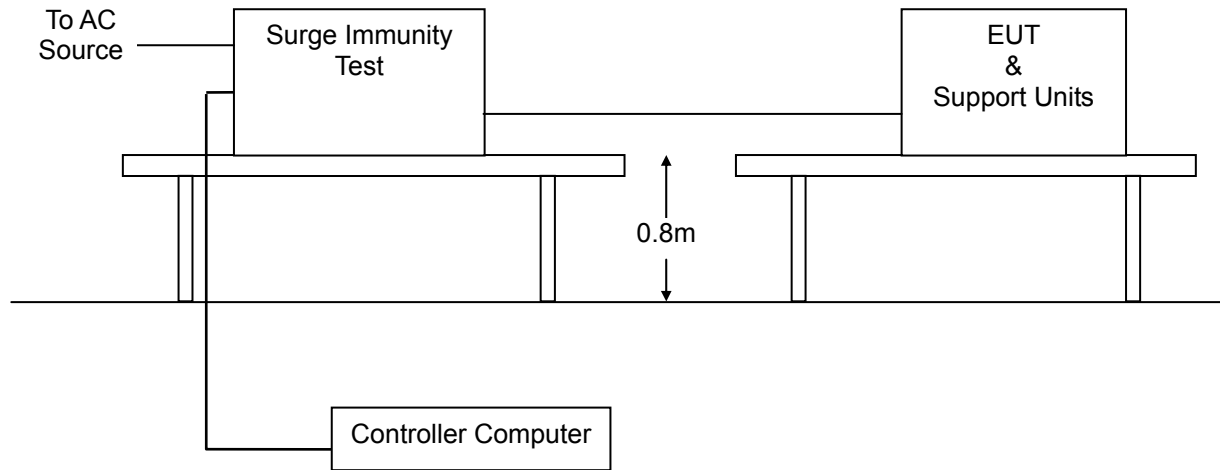 To AC
Source
Surge Immunity
Test
EUT
&
Support Units
0.8m
Controller Computer